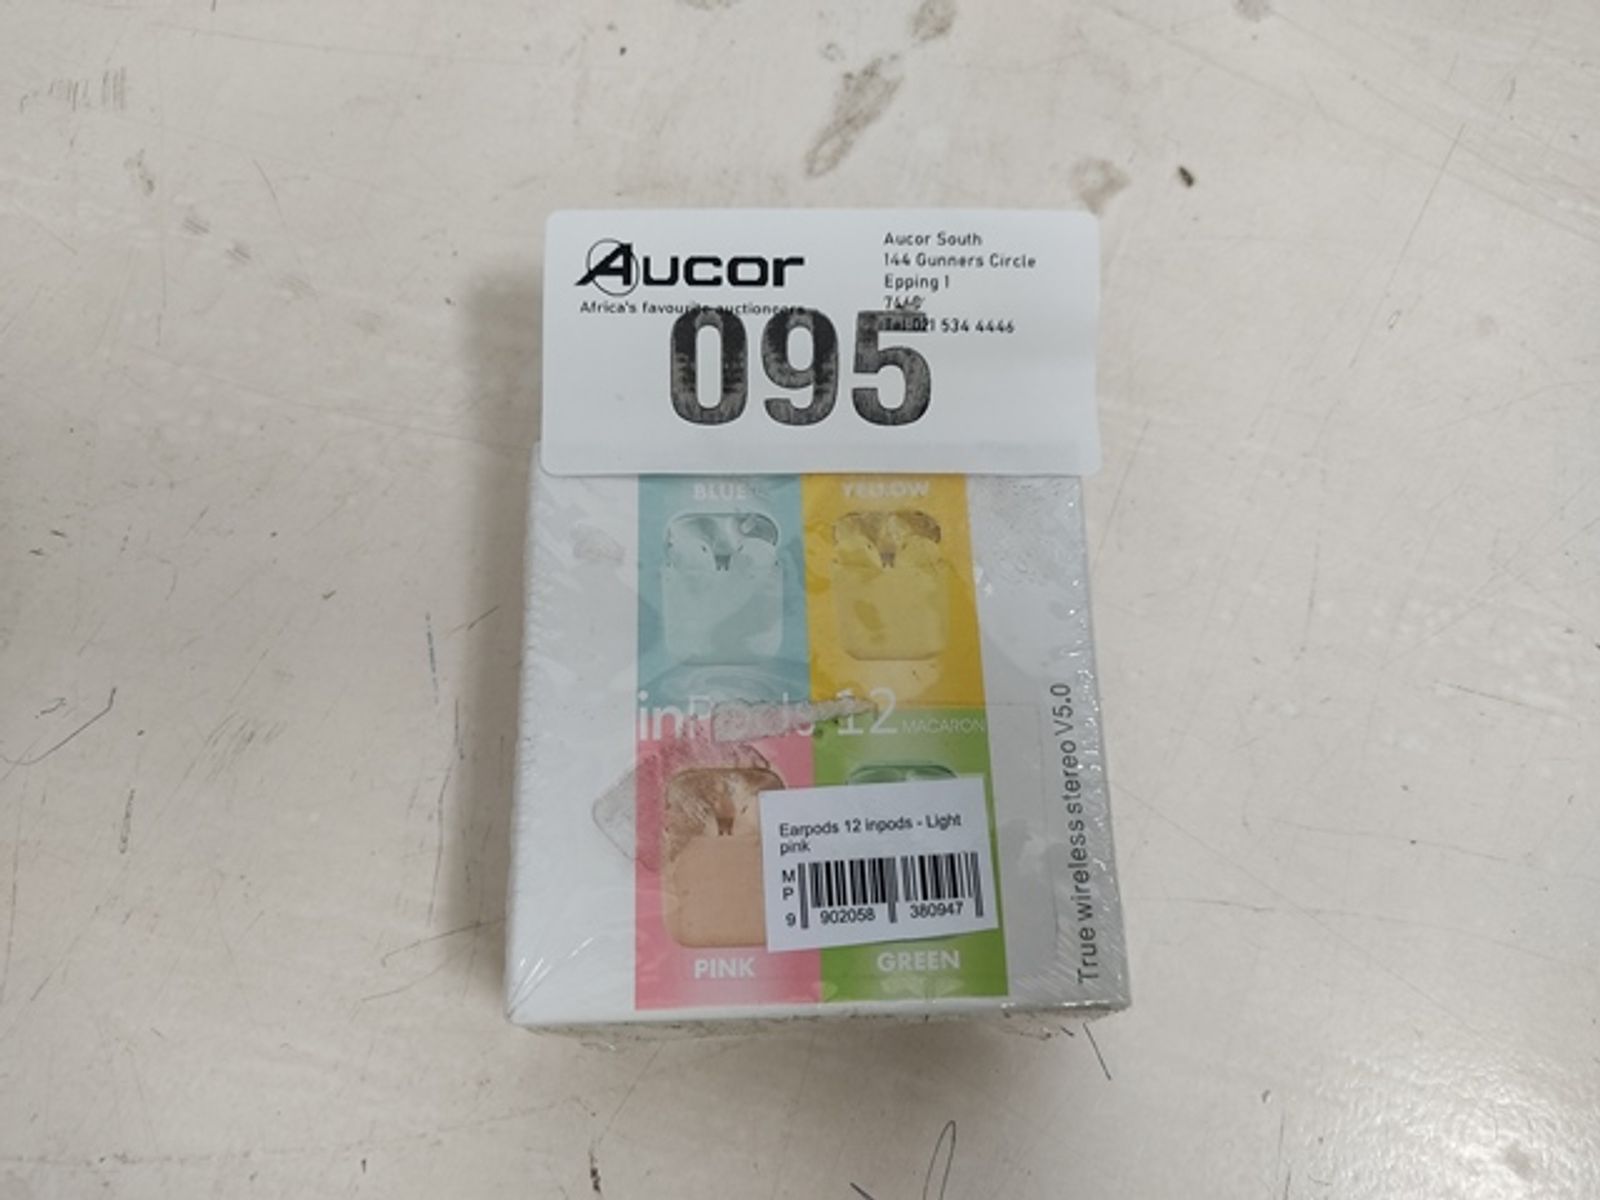 Aucor
Africa's favourite auctioneers
Aucor South
144 Gunners Circle
Epping 1
Tel 021 534 4446
095
BLUE
YELLOW
inPods 12 MACARON
Earpods 12 inpods - Light
pink
MP
9 902058 380947
PINK
GREEN
True wireless stereo V5.0